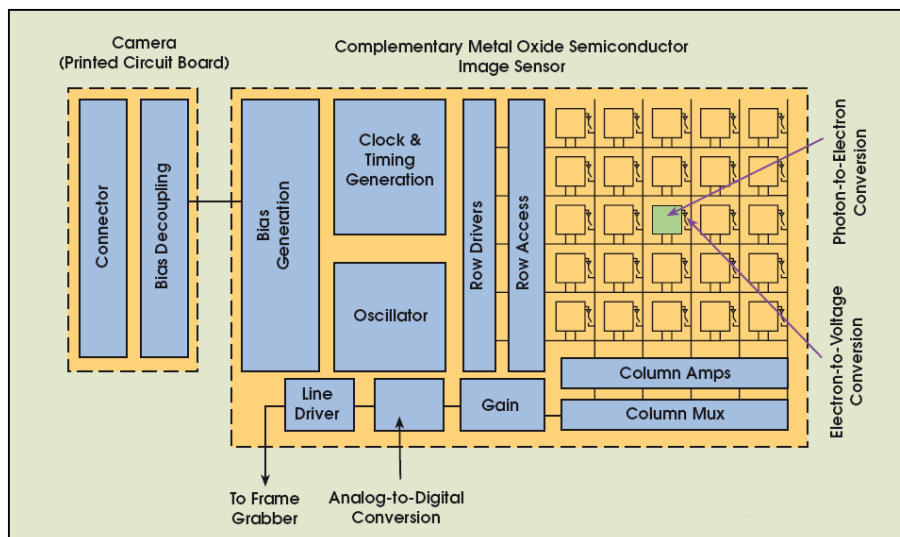 Camera
(Printed Circuit Board)
Complementary Metal Oxide Semiconductor
Image Sensor
Connector
Bias Decoupling
Bias
Generation
Clock &
Timing
Generation
Oscillator
Row Drivers
Row Access
Photon-to-Electron
Conversion
Electron-to-Voltage
Conversion
Column Amps
Column Mux
Gain
Line
Driver
To Frame
Grabber
Analog-to-Digital
Conversion